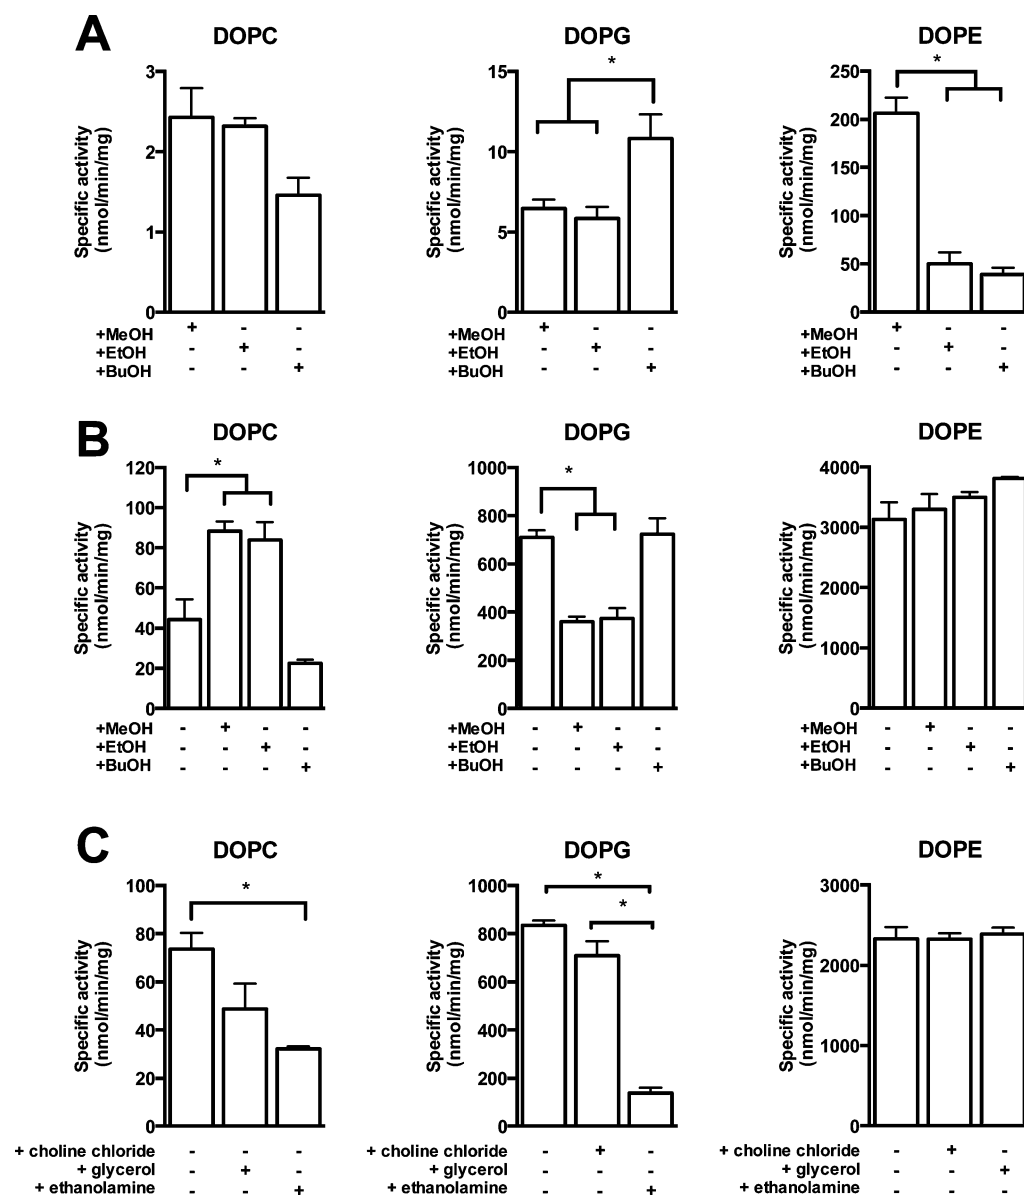 A
DOPC
DOPG
DOPE
Specific activity
(nmol/min/mg)
3
2
1
0
+MeOH + - -
+EtOH - + -
+BuOH - - +
*
Specific activity
(nmol/min/mg)
15
10
5
0
+MeOH + - -
+EtOH - + -
+BuOH - - +
*
Specific activity
(nmol/min/mg)
250
200
150
100
50
0
+MeOH + - -
+EtOH - + -
+BuOH - - +
B
DOPC
DOPG
DOPE
*
Specific activity
(nmol/min/mg)
120
100
80
60
40
20
0
+MeOH - + - -
+EtOH - - + -
+BuOH - - - +
*
Specific activity
(nmol/min/mg)
1000
800
600
400
200
0
+MeOH - + - -
+EtOH - - + -
+BuOH - - - +
Specific activity
(nmol/min/mg)
4000
3000
2000
1000
0
+MeOH - + - -
+EtOH - - + -
+BuOH - - - +
C
DOPC
DOPG
DOPE
*
Specific activity
(nmol/min/mg)
100
80
60
40
20
0
+ choline chloride - - -
+ glycerol - + -
+ ethanolamine - - +
*
*
Specific activity
(nmol/min/mg)
1000
800
600
400
200
0
+ choline chloride - + -
+ glycerol - - -
+ ethanolamine - - +
Specific activity
(nmol/min/mg)
3000
2000
1000
0
+ choline chloride - + -
+ glycerol - - +
+ ethanolamine - - -